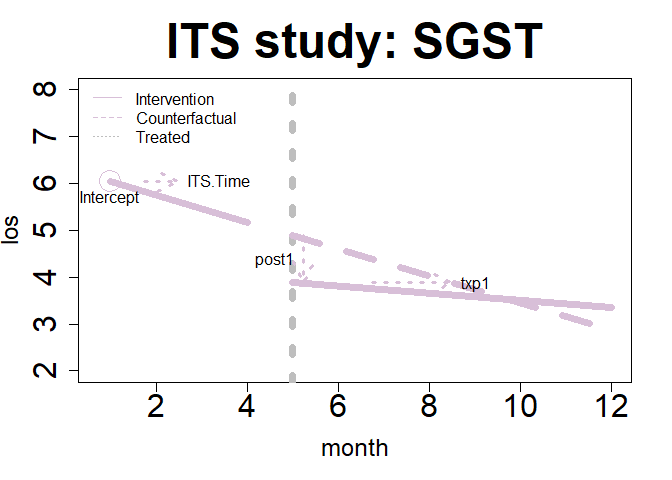 ITS study: SGST
8
7
6
5
4
3
2
los
Intervention
Counterfactual
Treated
Intercept
ITS.Time
post1
txp1
2
4
6
8
10
12
month